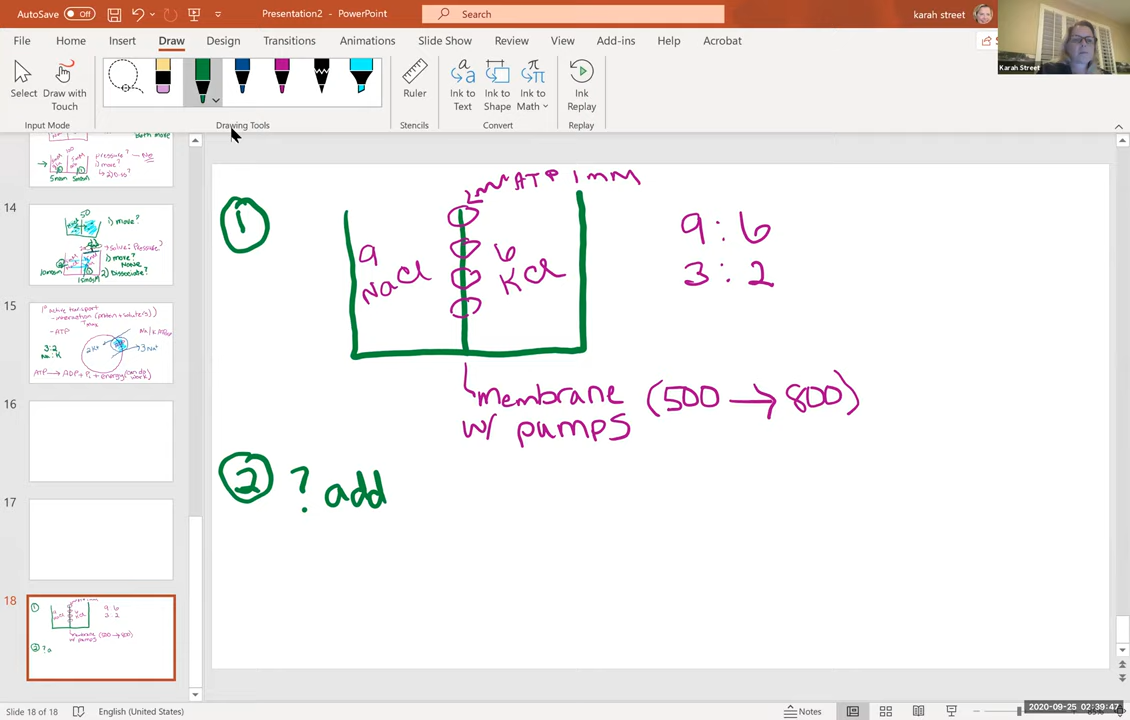 AutoSave Off
Presentation2 - PowerPoint
Search
karah street
File Home Insert Draw Design Transitions Animations Slide Show Review View Add-ins Help Acrobat
Karah Street
Select
Draw with Touch
Ruler
Ink to Text
Ink to Shape
Ink to Math
Ink Replay
Input Mode
Drawing Tools
Stencils
Convert
Replay
14
15
16
17
18
1
ATP 1 mM
9
NaCl
6
KCl
9:6
3:2
membrane (500 → 800)
w/ pumps
2 ? add
Slide 18 of 18
English (United States)
Notes
2020-09-25 02:39:47